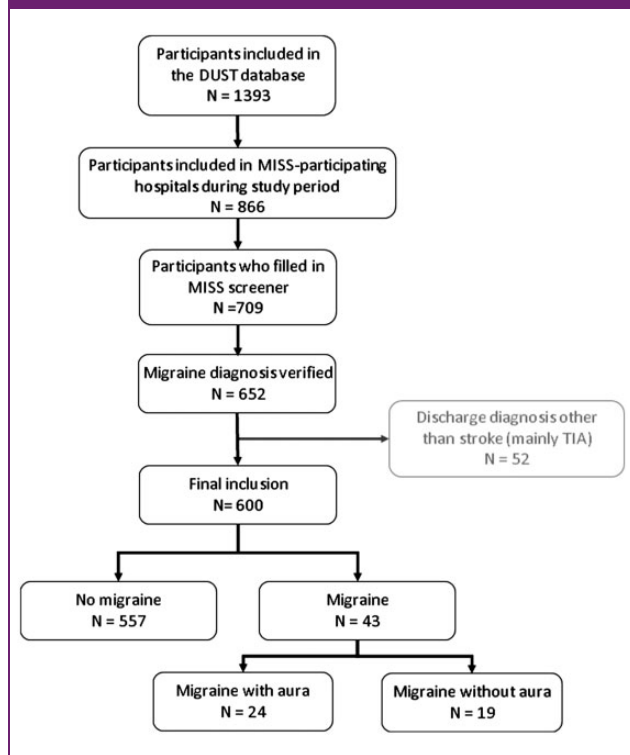 Participants included in
the DUST database
N = 1393
Participants included in MISS-participating
hospitals during study period
N = 866
Participants who filled in
MISS screener
N =709
Migraine diagnosis verified
N = 652
Discharge diagnosis other
than stroke (mainly TIA)
N = 52
Final inclusion
N= 600
No migraine
N = 557
Migraine
N = 43
Migraine with aura
N = 24
Migraine without aura
N = 19